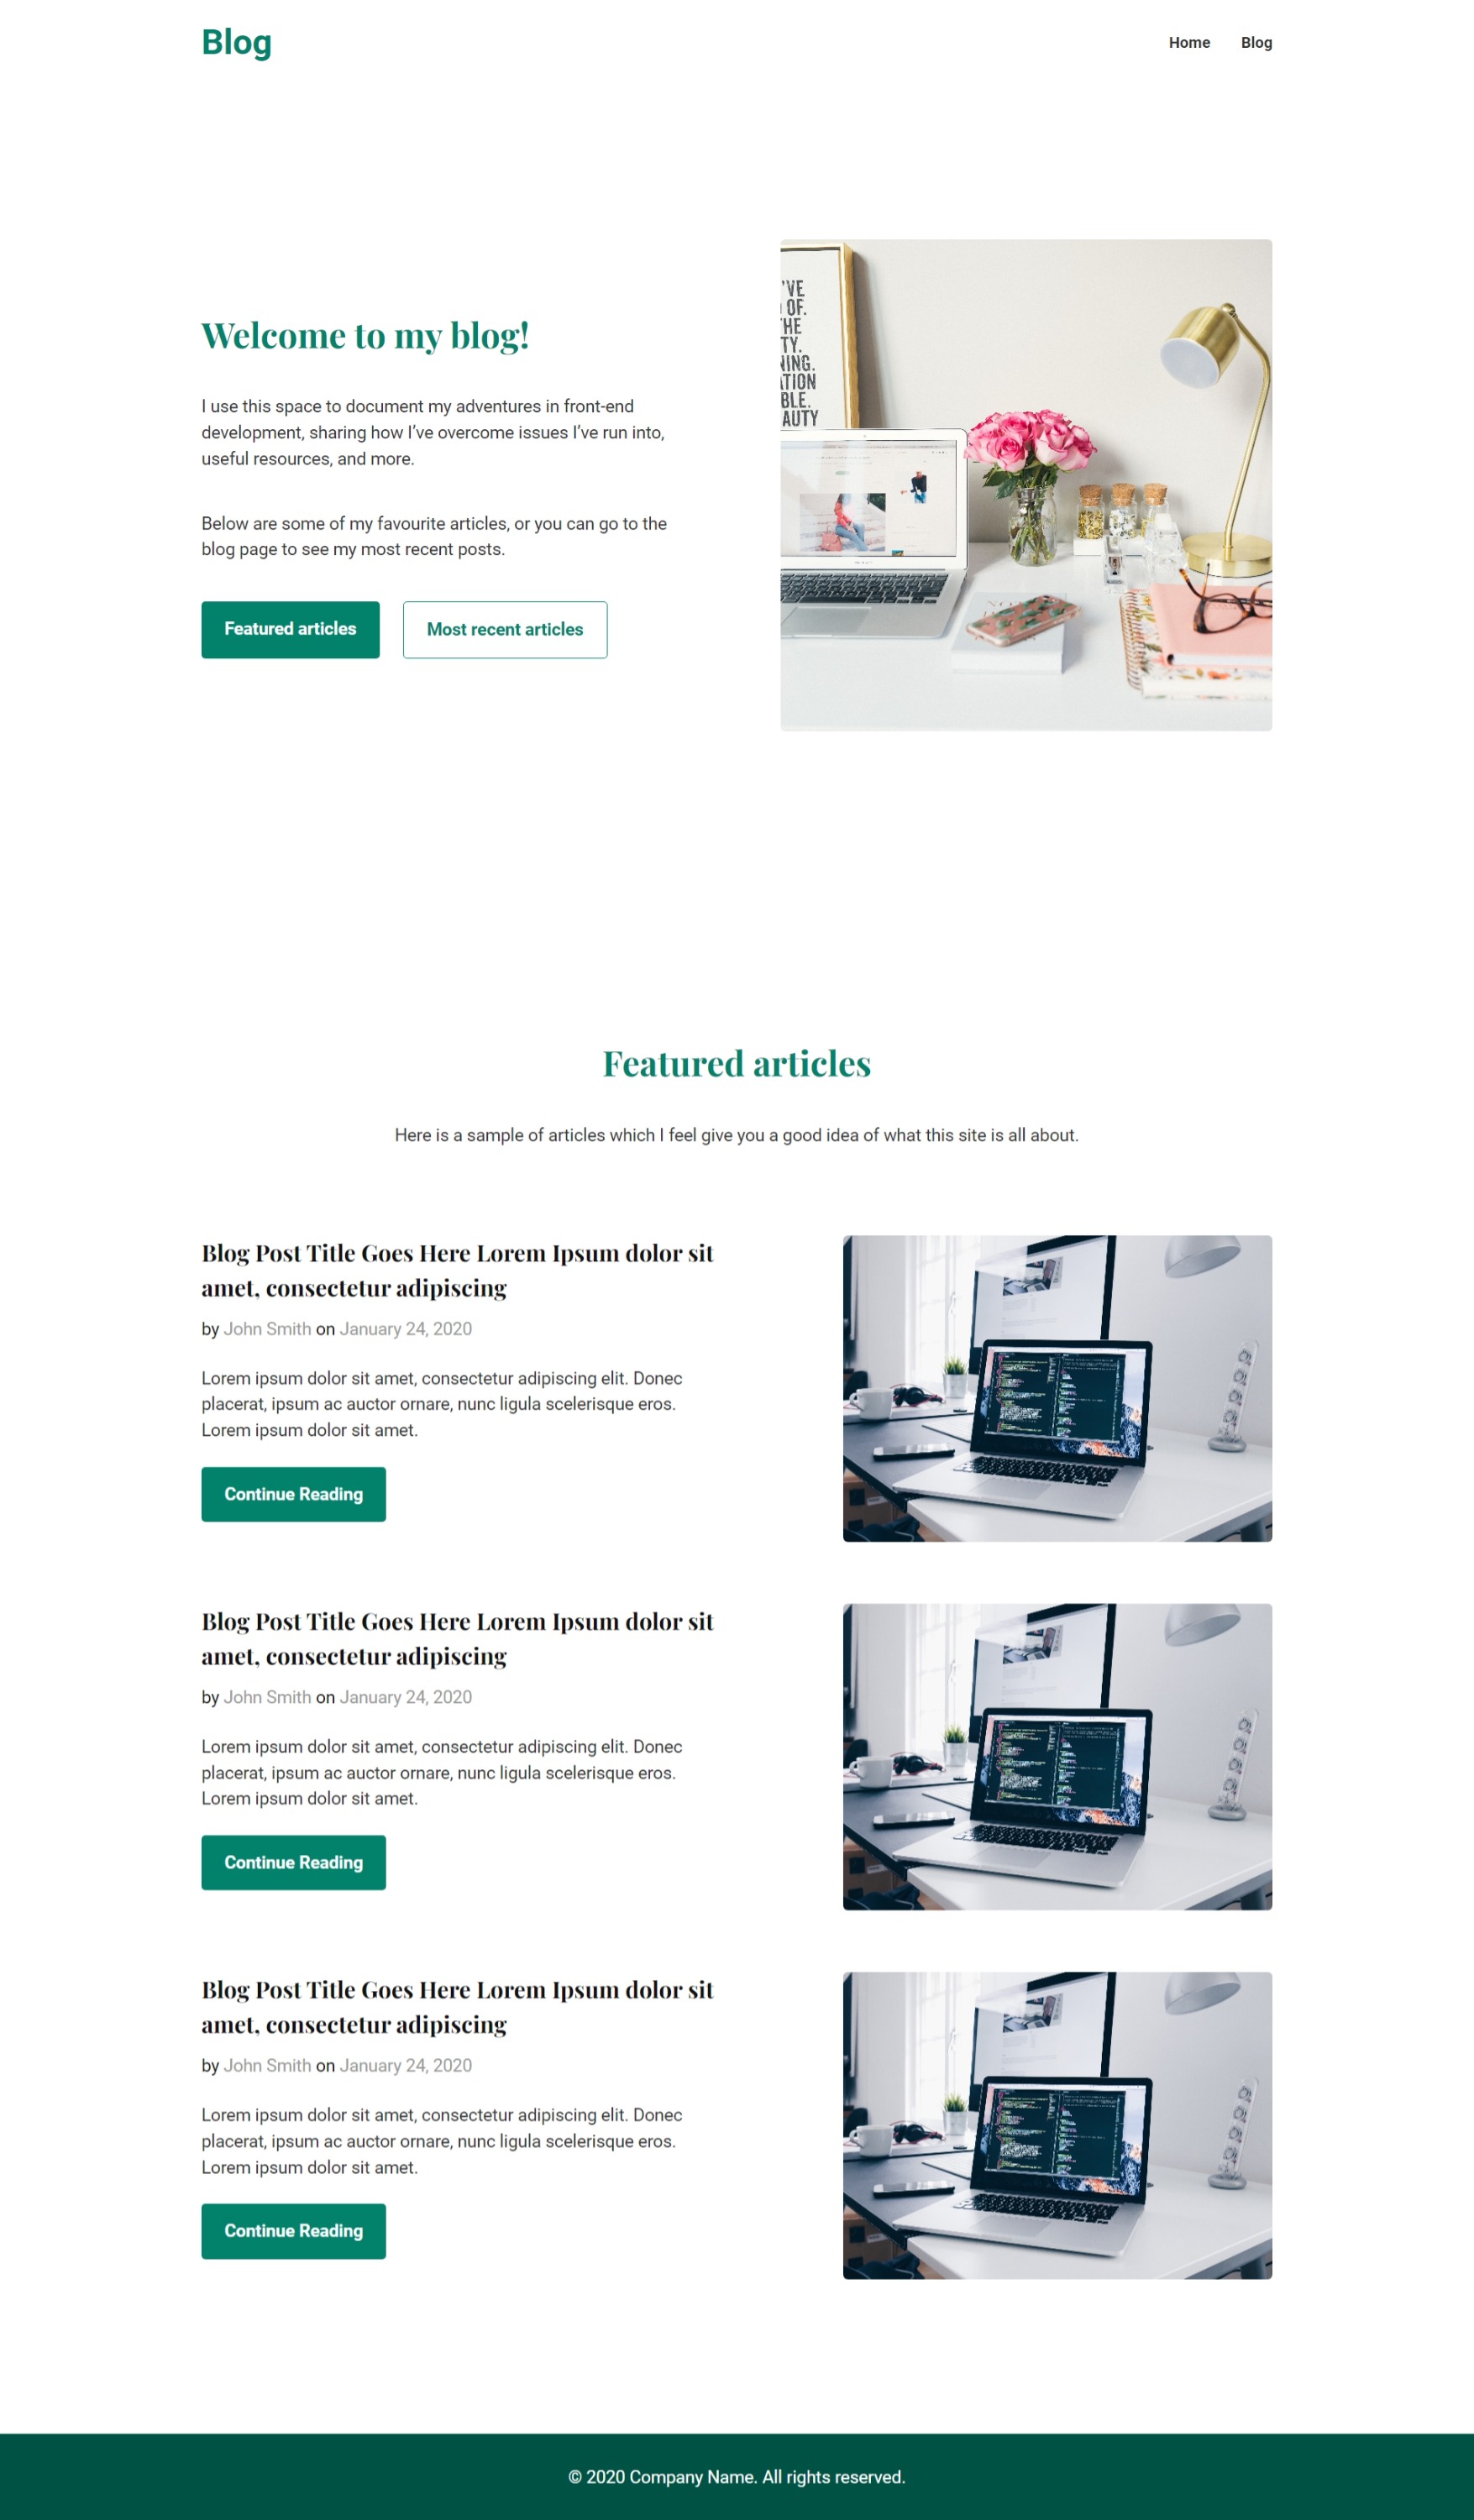 Blog
Home Blog
Welcome to my blog!
I use this space to document my adventures in front-end
development, sharing how I’ve overcome issues I’ve run into,
useful resources, and more.
Below are some of my favourite articles, or you can go to the
blog page to see my most recent posts.
Featured articles
Most recent articles
'VE
OF.
HE
TY.
NING.
ATION
BLE.
AUTY
Featured articles
Here is a sample of articles which I feel give you a good idea of what this site is all about.
Blog Post Title Goes Here Lorem Ipsum dolor sit
amet, consectetur adipiscing
by John Smith on January 24, 2020
Lorem ipsum dolor sit amet, consectetur adipiscing elit. Donec
placerat, ipsum ac auctor ornare, nunc ligula scelerisque eros.
Lorem ipsum dolor sit amet.
Continue Reading
Blog Post Title Goes Here Lorem Ipsum dolor sit
amet, consectetur adipiscing
by John Smith on January 24, 2020
Lorem ipsum dolor sit amet, consectetur adipiscing elit. Donec
placerat, ipsum ac auctor ornare, nunc ligula scelerisque eros.
Lorem ipsum dolor sit amet.
Continue Reading
Blog Post Title Goes Here Lorem Ipsum dolor sit
amet, consectetur adipiscing
by John Smith on January 24, 2020
Lorem ipsum dolor sit amet, consectetur adipiscing elit. Donec
placerat, ipsum ac auctor ornare, nunc ligula scelerisque eros.
Lorem ipsum dolor sit amet.
Continue Reading
© 2020 Company Name. All rights reserved.